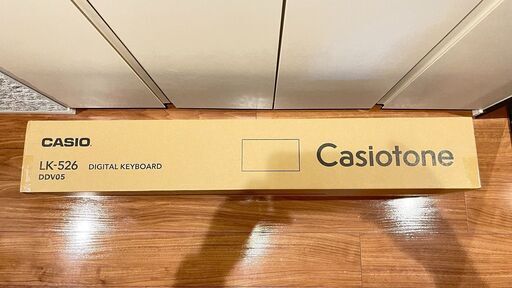 CASIO
LK-526 DIGITAL KEYBOARD
DDV05
Casiotone